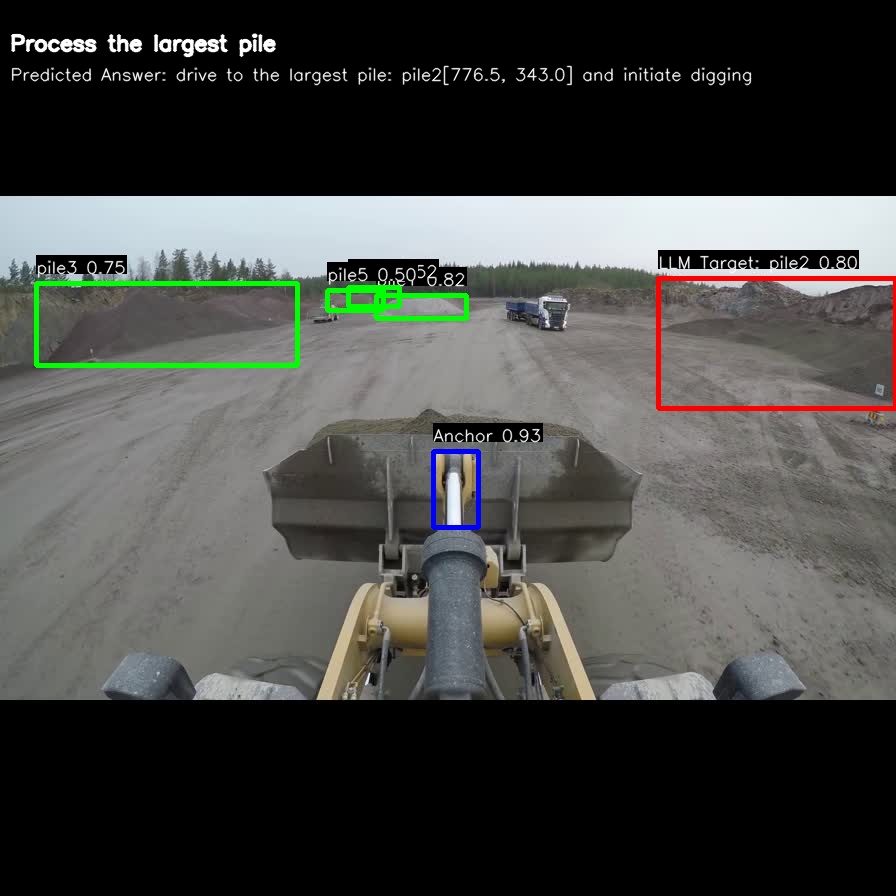 Process the largest pile
Predicted Answer: drive to the largest pile: pile2[776.5, 343.0] and initiate digging
LLM Target: pile2 0.80
pile3 0.75
pile5 0.50 52
0.82
Anchor 0.93